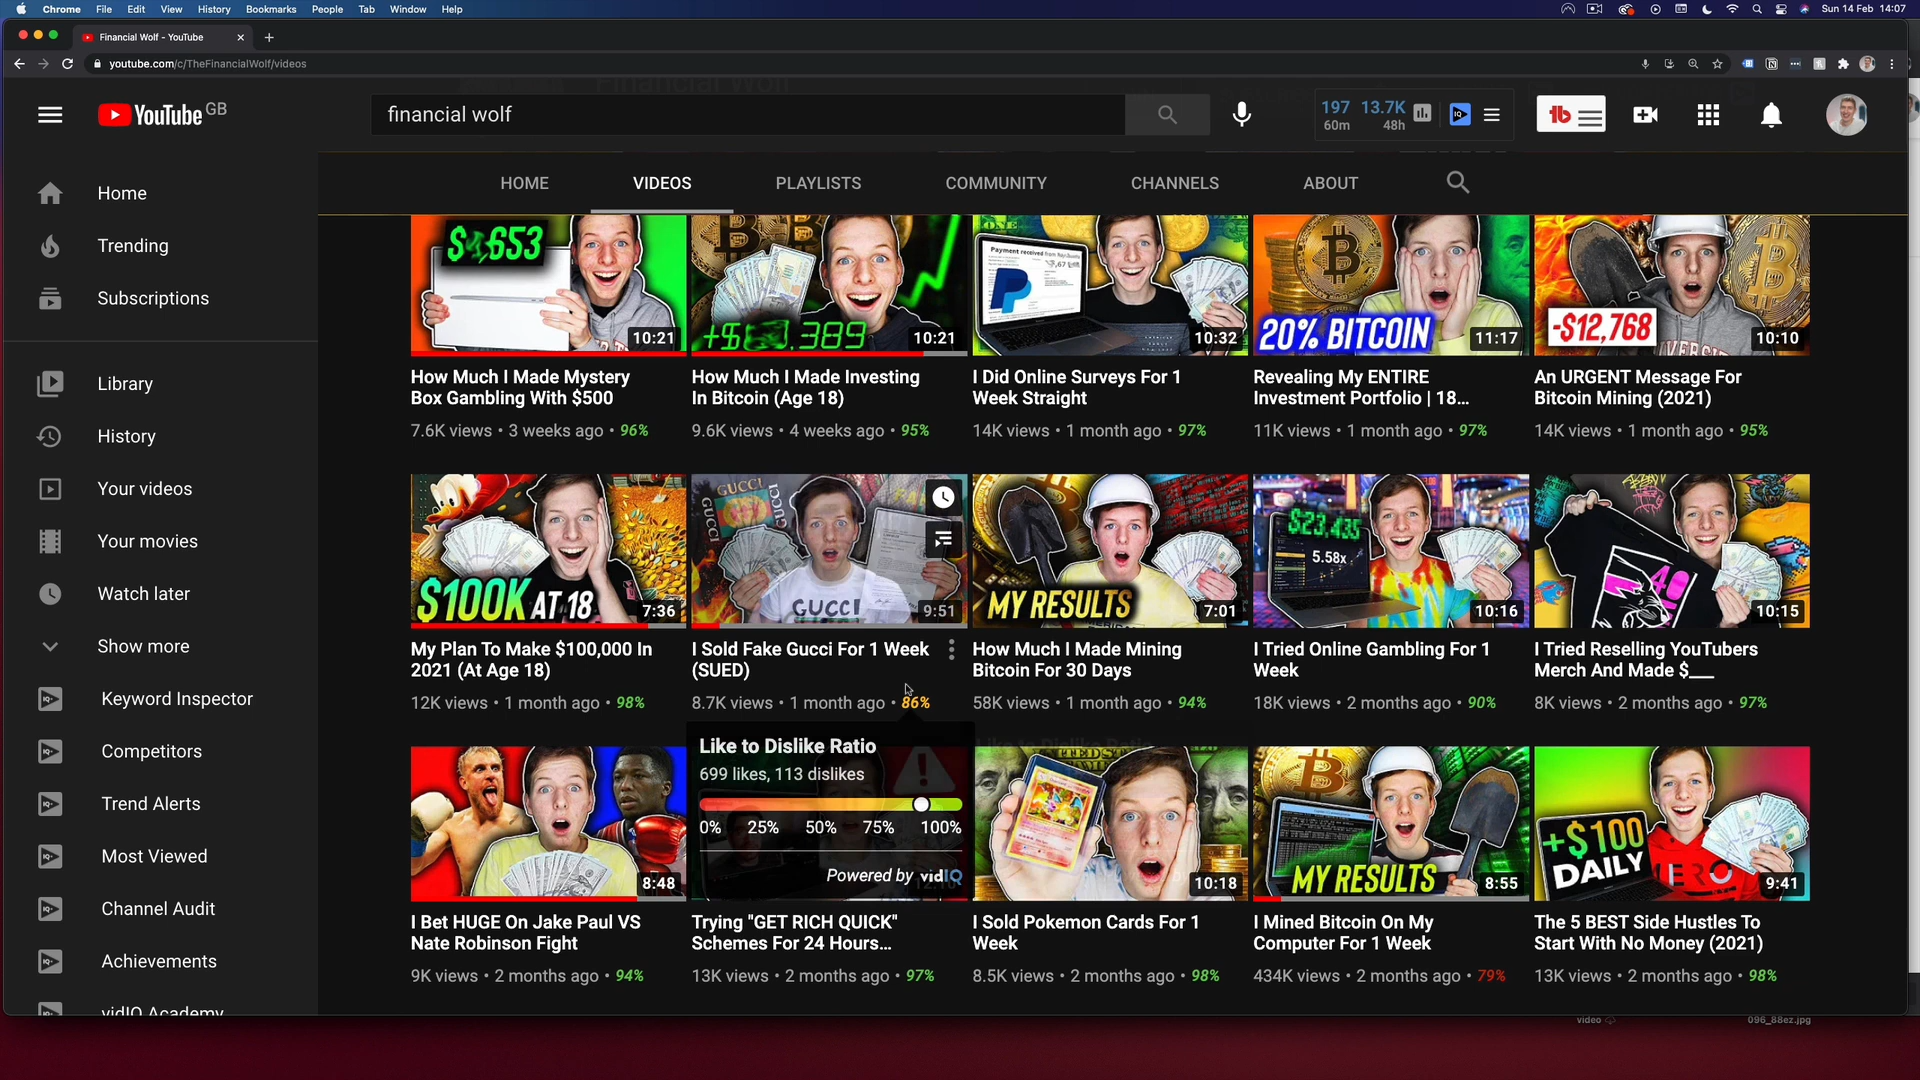 Chrome File Edit View History Bookmarks People Tab Window Help
Sun 14 Feb 14:07
Financial Wolf - YouTube
youtube.com/c/TheFinancialWolf/videos
YouTube GB
financial wolf
197 13.7K
60m 48h
IQ
tb
Home
Trending
Subscriptions
Library
History
Your videos
Your movies
Watch later
Show more
Keyword Inspector
Competitors
Trend Alerts
Most Viewed
Channel Audit
Achievements
vidIQ Academy
HOME VIDEOS PLAYLISTS COMMUNITY CHANNELS ABOUT
10:21
10:21
Payment received from
10:32
20% BITCOIN
11:17
-$12,768
10:10
How Much I Made Mystery
Box Gambling With $500
7.6K views • 3 weeks ago • 96%
How Much I Made Investing
In Bitcoin (Age 18)
9.6K views • 4 weeks ago • 95%
I Did Online Surveys For 1
Week Straight
14K views • 1 month ago • 97%
Revealing My ENTIRE
Investment Portfolio | 18...
11K views • 1 month ago • 97%
An URGENT Message For
Bitcoin Mining (2021)
14K views • 1 month ago • 95%
$100K AT 18
7:36
GUCCI
GUCCI
GUCCI
9:51
MY RESULTS
7:01
$23,435
5.58x
10:16
10:15
My Plan To Make $100,000 In
2021 (At Age 18)
12K views • 1 month ago • 98%
I Sold Fake Gucci For 1 Week
(SUED)
8.7K views • 1 month ago • 86%
How Much I Made Mining
Bitcoin For 30 Days
58K views • 1 month ago • 94%
I Tried Online Gambling For 1
Week
18K views • 2 months ago • 90%
I Tried Reselling YouTubers
Merch And Made $___
8K views • 2 months ago • 97%
Like to Dislike Ratio
699 likes, 113 dislikes
0% 25% 50% 75% 100%
Powered by vidIQ
8:48
10:18
MY RESULTS
8:55
+$100
DAILY
9:41
I Bet HUGE On Jake Paul VS
Nate Robinson Fight
9K views • 2 months ago • 94%
Trying "GET RICH QUICK"
Schemes For 24 Hours...
13K views • 2 months ago • 97%
I Sold Pokemon Cards For 1
Week
8.5K views • 2 months ago • 98%
I Mined Bitcoin On My
Computer For 1 Week
434K views • 2 months ago • 79%
The 5 BEST Side Hustles To
Start With No Money (2021)
13K views • 2 months ago • 98%
video
096_88ez.jpg